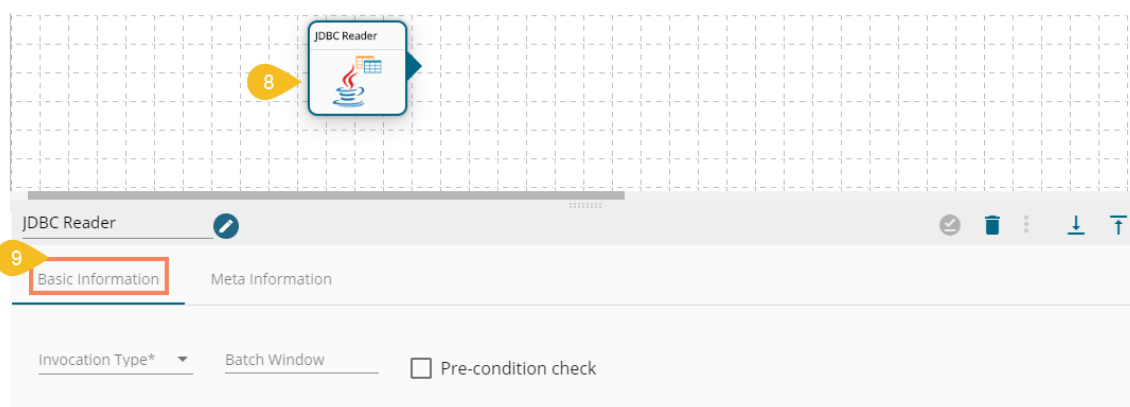 JDBC Reader
8
JDBC Reader
9
Basic Information
Meta Information
Invocation Type*
Batch Window
Pre-condition check